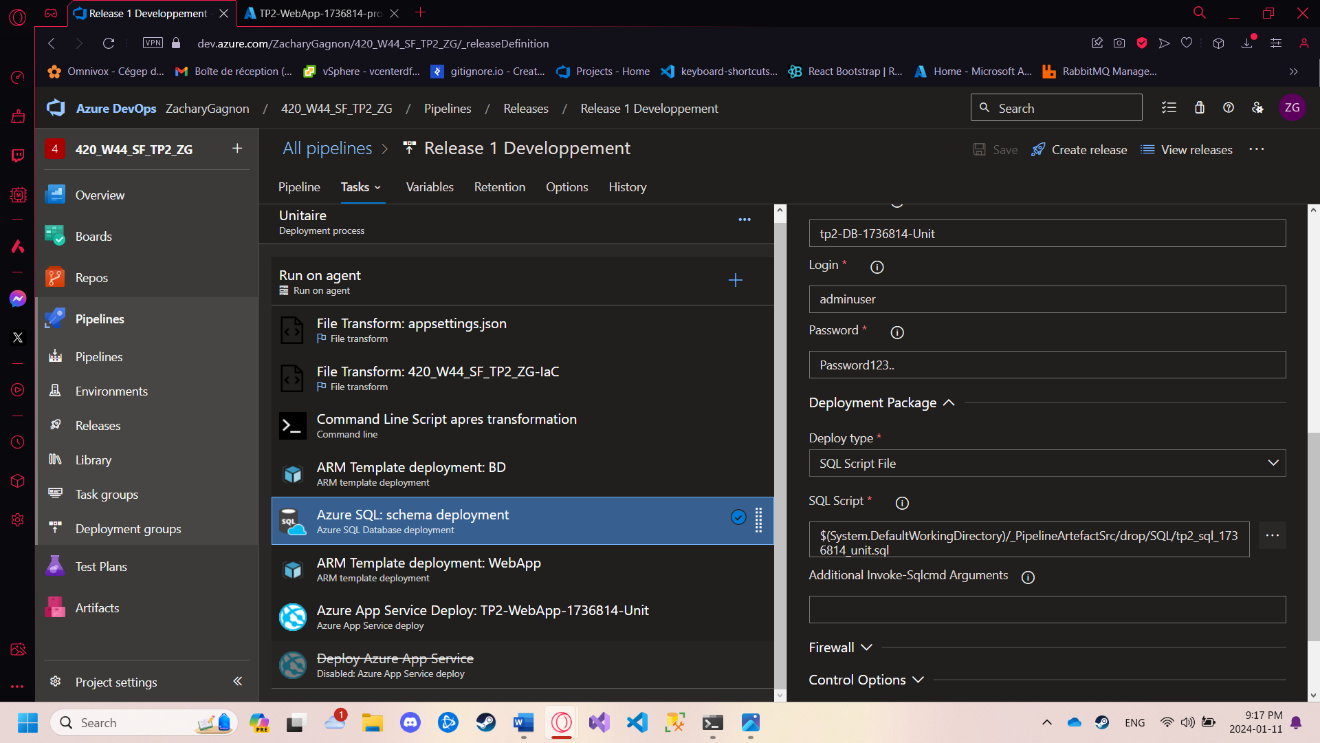 Release 1 Developpement
TP2-WebApp-1736814-pro
VPN
dev.azure.com/ZacharyGagnon/420_W44_SF_TP2_ZG/_releaseDefinition
Omnivox - Cégep d...
Boîte de réception (...
vSphere - vcenterdf...
gitignore.io - Creat...
Projects - Home
keyboard-shortcuts...
React Bootstrap | R...
Home - Microsoft A...
RabbitMQ Manage...
Azure DevOps
ZacharyGagnon / 420_W44_SF_TP2_ZG / Pipelines / Releases / Release 1 Developpement
Search
ZG
4
420_W44_SF_TP2_ZG
Overview
Boards
Repos
Pipelines
Pipelines
Environments
Releases
Library
Task groups
Deployment groups
Test Plans
Artifacts
Project settings
All pipelines > Release 1 Developpement
Save
Create release
View releases
Pipeline
Tasks
Variables
Retention
Options
History
Unitaire
Deployment process
Run on agent
Run on agent
File Transform: appsettings.json
File transform
File Transform: 420_W44_SF_TP2_ZG-IaC
File transform
Command Line Script apres transformation
Command line
ARM Template deployment: BD
ARM template deployment
Azure SQL: schema deployment
Azure SQL Database deployment
SQL
ARM Template deployment: WebApp
ARM template deployment
Azure App Service Deploy: TP2-WebApp-1736814-Unit
Azure App Service deploy
Deploy Azure App Service
Disabled: Azure App Service deploy
tp2-DB-1736814-Unit
Login *
adminuser
Password *
Password123..
Deployment Package
Deploy type *
SQL Script File
SQL Script *
$(System.DefaultWorkingDirectory)/_PipelineArtefactSrc/drop/SQL/tp2_sql_173
6814_unit.sql
Additional Invoke-Sqlcmd Arguments
Firewall
Control Options
Search
PRE
1
ENG
9:17 PM
2024-01-11